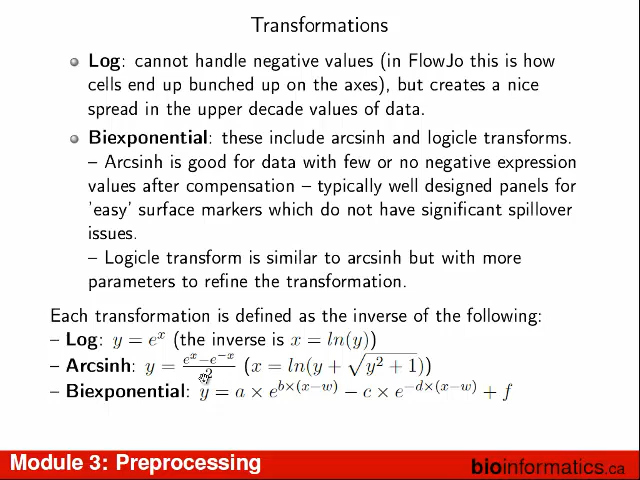 Transformations
Log: cannot handle negative values (in FlowJo this is how
cells end up bunched up on the axes), but creates a nice
spread in the upper decade values of data.
Biexponential: these include arcsinh and logicle transforms.
– Arcsinh is good for data with few or no negative expression
values after compensation – typically well designed panels for
'easy' surface markers which do not have significant spillover
issues.
– Logicle transform is similar to arcsinh but with more
parameters to refine the transformation.
Each transformation is defined as the inverse of the following:
– Log: y = e^x (the inverse is x = ln(y))
– Arcsinh: y = (e^x − e^−x)/2 (x = ln(y + √(y^2 + 1)))
– Biexponential: y = a × e^(b×(x−w)) − c × e^(−d×(x−w)) + f
Module 3: Preprocessing
bioinformatics.ca